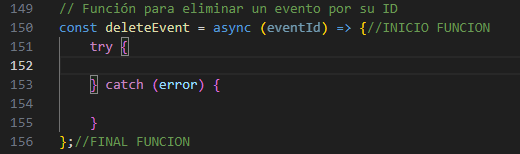 149 // Función para eliminar un evento por su ID
150 const deleteEvent = async (eventId) => {//INICIO FUNCION
151 try {
152
153 } catch (error) {
154
155 }
156 };//FINAL FUNCION